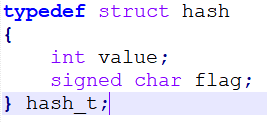 typedef struct hash
{
    int value;
    signed char flag;
} hash_t;